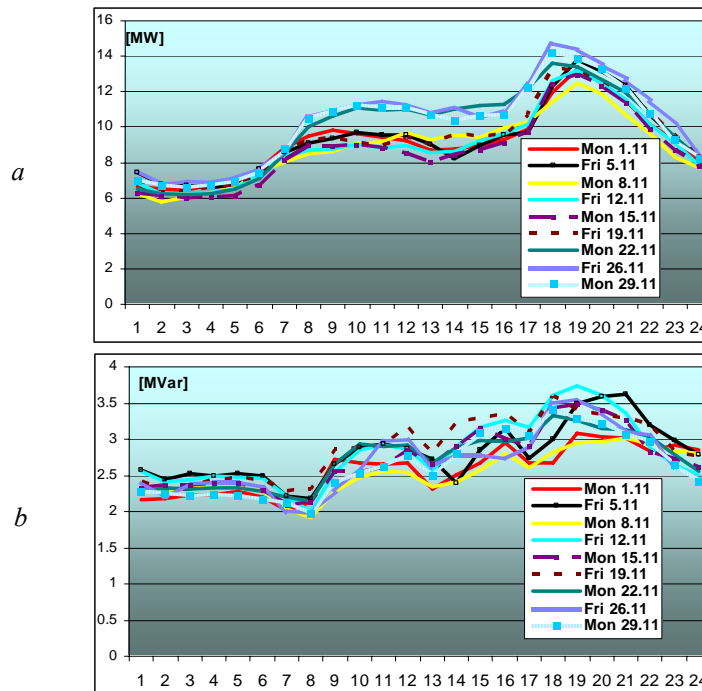 a
[MW]
16
14
12
10
8
6
4
2
0
Mon 1.11
Fri 5.11
Mon 8.11
Fri 12.11
Mon 15.11
Fri 19.11
Mon 22.11
Fri 26.11
Mon 29.11
1 2 3 4 5 6 7 8 9 10 11 12 13 14 15 16 17 18 19 20 21 22 23 24
b
[MVar]
4
3.5
3
2.5
2
1.5
1
0.5
0
Mon 1.11
Fri 5.11
Mon 8.11
Fri 12.11
Mon 15.11
Fri 19.11
Mon 22.11
Fri 26.11
Mon 29.11
1 2 3 4 5 6 7 8 9 10 11 12 13 14 15 16 17 18 19 20 21 22 23 24